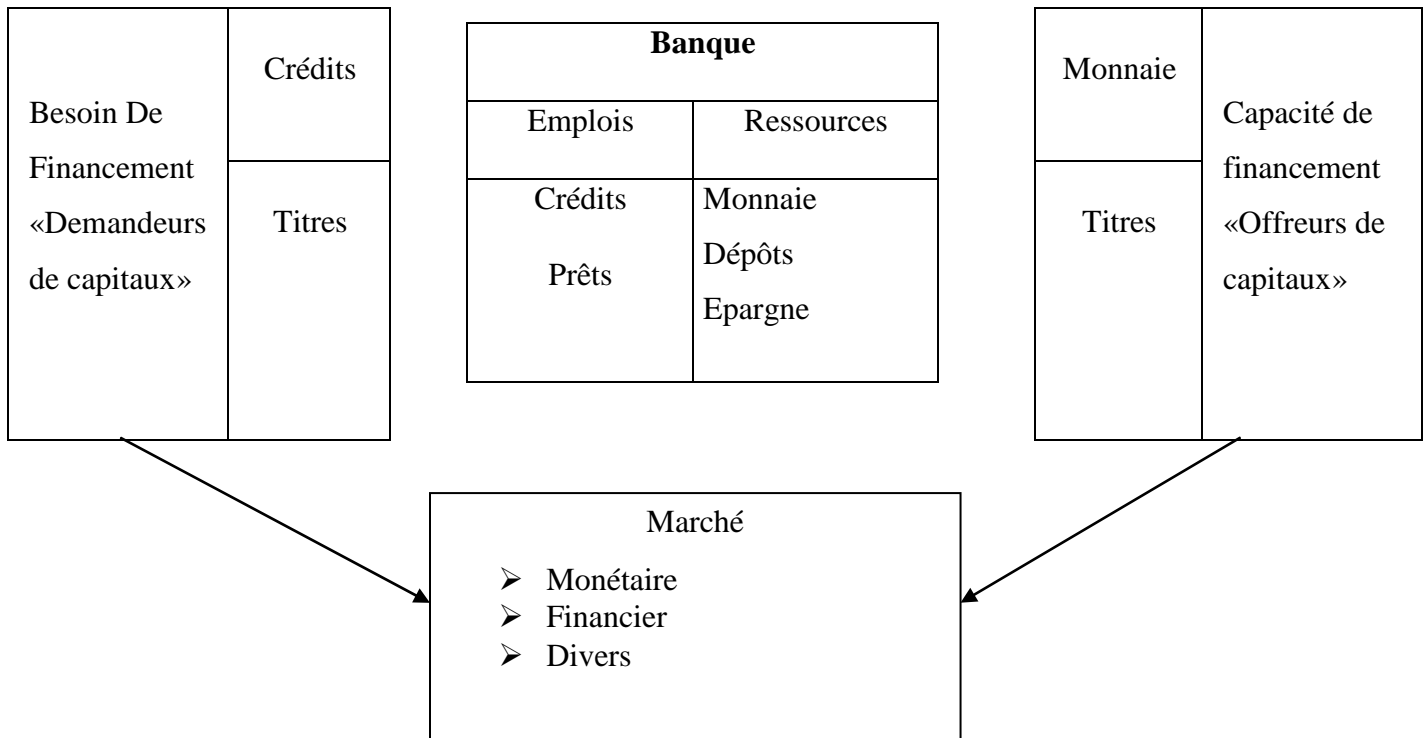 Besoin De
Financement
«Demandeurs
de capitaux»
Crédits
Titres
Banque
Emplois
Ressources
Crédits
Prêts
Monnaie
Dépôts
Epargne
Monnaie
Titres
Capacité de
financement
«Offreurs de
capitaux»
Marché
➢ Monétaire
➢ Financier
➢ Divers